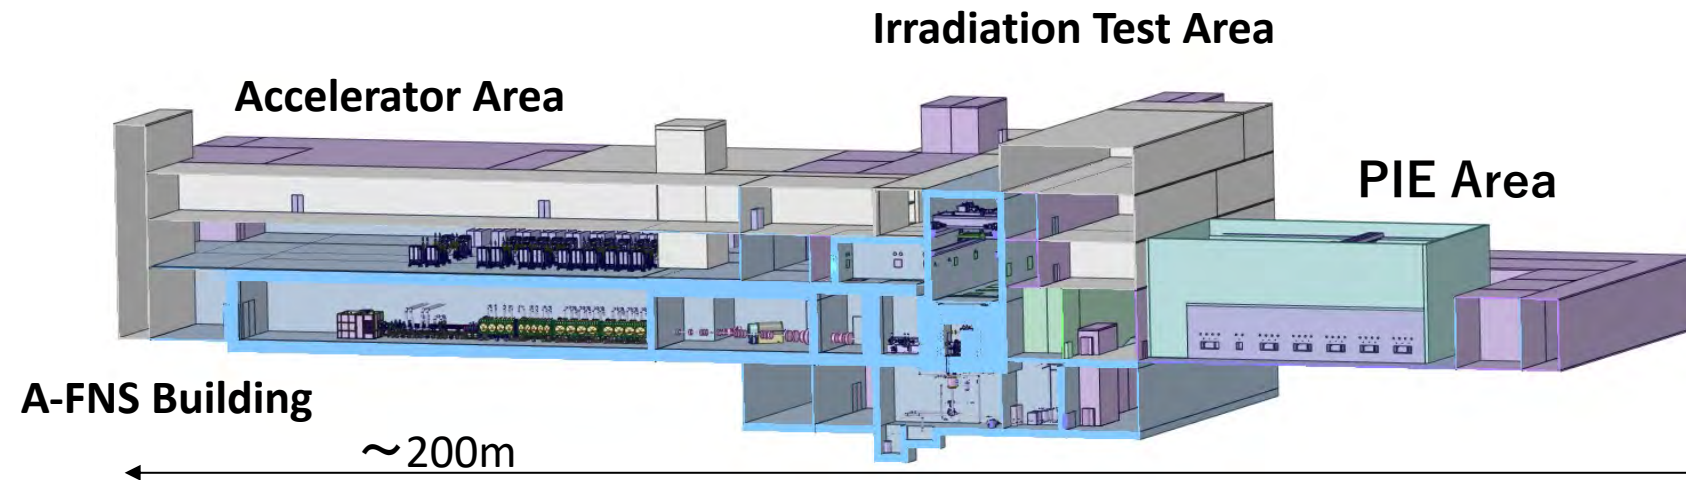 Irradiation Test Area
Accelerator Area
PIE Area
A-FNS Building
～200m